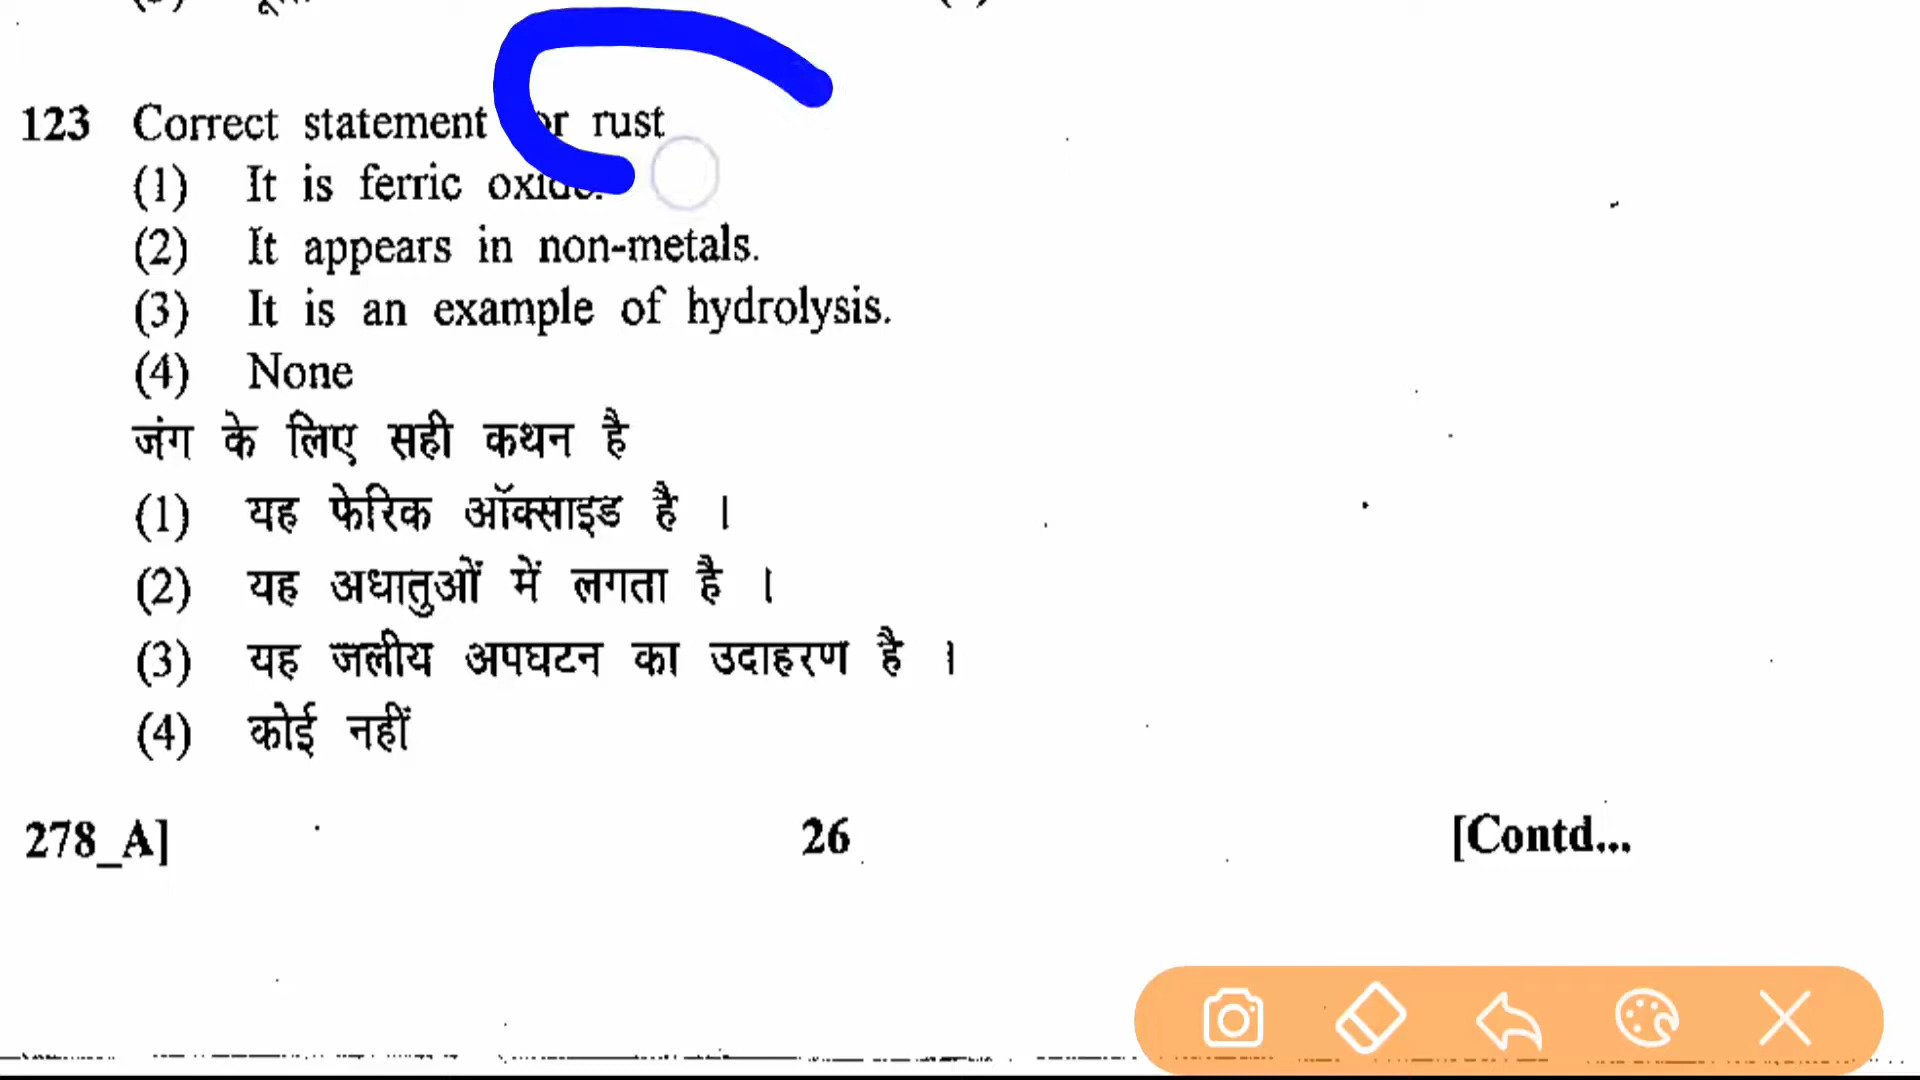 123 Correct statement or rust
(1) It is ferric oxide.
(2) It appears in non-metals.
(3) It is an example of hydrolysis.
(4) None
जंग के लिए सही कथन है
(1) यह फेरिक ऑक्साइड है ।
(2) यह अधातुओं में लगता है ।
(3) यह जलीय अपघटन का उदाहरण है ।
(4) कोई नहीं
278_A] 26 [Contd...